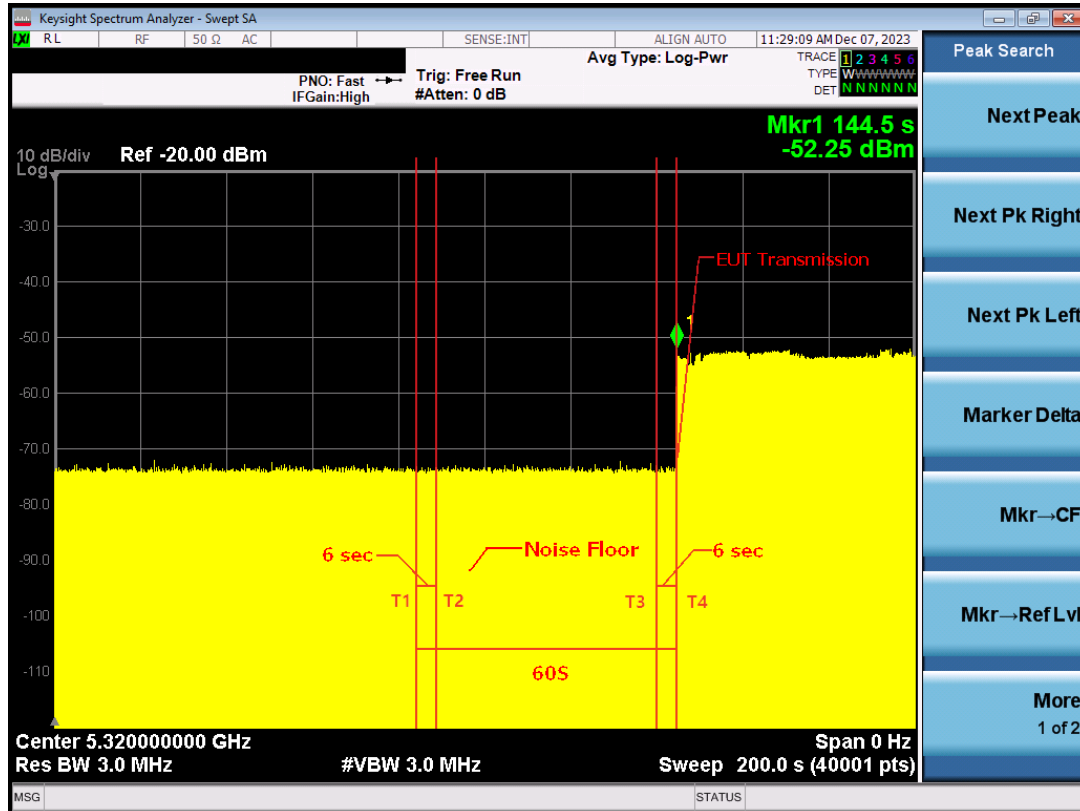 Keysight Spectrum Analyzer - Swept SA
LXI RL RF 50 Ω AC SENSE:INT ALIGN AUTO 11:29:09 AM Dec 07, 2023
PNO: Fast
IFGain:High
Trig: Free Run
#Atten: 0 dB
Avg Type: Log-Pwr
TRACE 1 2 3 4 5 6
TYPE WWWWWWW
DET N N N N N N
Mkr1 144.5 s
-52.25 dBm
10 dB/div Ref -20.00 dBm
Log
-30.0
-40.0
-50.0
-60.0
-70.0
-80.0
-90.0
-100
-110
1
EUT Transmission
6 sec
Noise Floor
6 sec
T1 T2 T3 T4
60S
Center 5.320000000 GHz Span 0 Hz
Res BW 3.0 MHz #VBW 3.0 MHz Sweep 200.0 s (40001 pts)
MSG STATUS
Peak Search
Next Peak
Next Pk Right
Next Pk Left
Marker Delta
Mkr→CF
Mkr→Ref Lvl
More
1 of 2